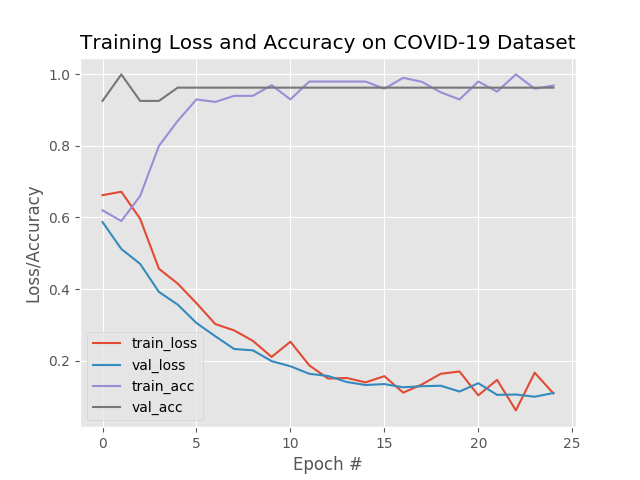 Training Loss and Accuracy on COVID-19 Dataset
1.0
0.8
0.6
0.4
0.2
Loss/Accuracy
train_loss
val_loss
train_acc
val_acc
0 5 10 15 20 25
Epoch #